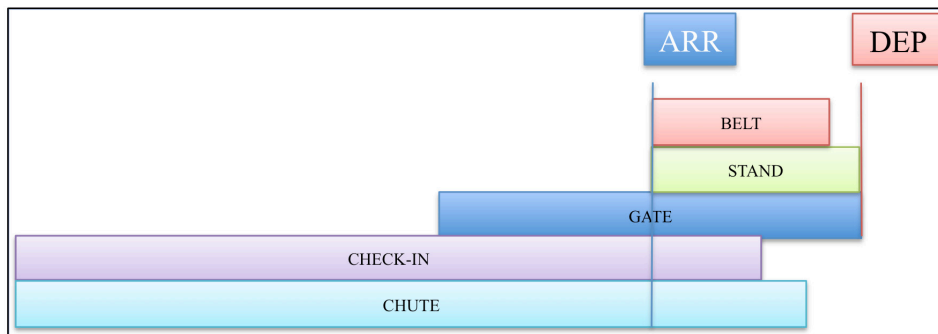 ARR
DEP
BELT
STAND
GATE
CHECK-IN
CHUTE